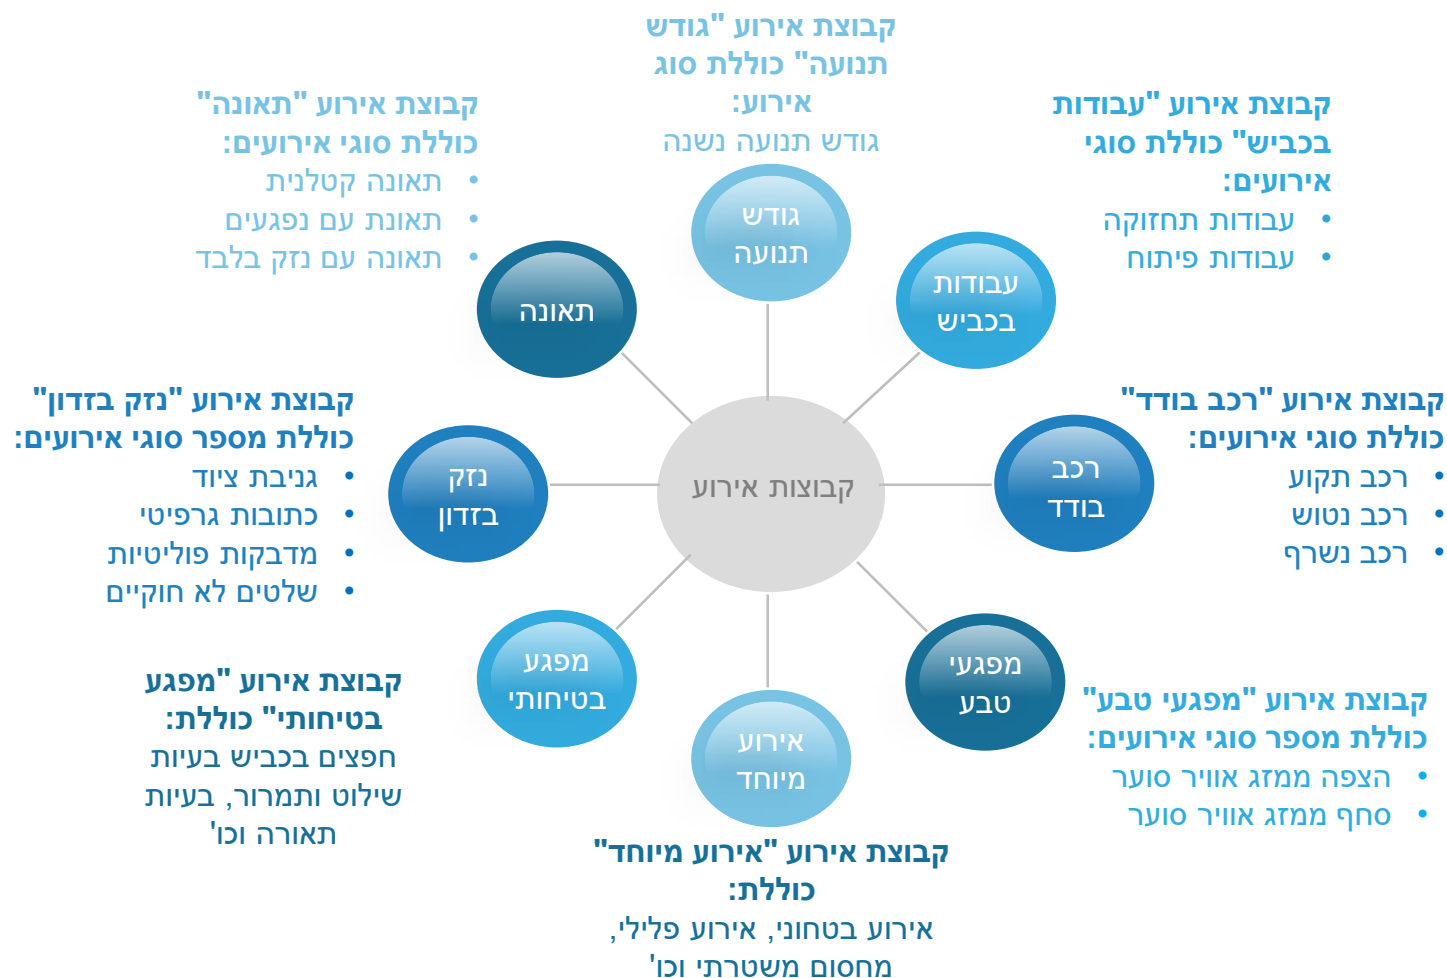 קבוצת אירוע "גודש
תנועה" כוללת סוג
אירוע:
גודש תנועה נשנה
קבוצת אירוע "עבודות
בכביש" כוללת סוגי
אירועים:
• עבודות תחזוקה
• עבודות פיתוח
קבוצת אירוע "תאונה"
כוללת סוגי אירועים:
• תאונה קטלנית
• תאונת עם נפגעים
• תאונה עם נזק בלבד
גודש
תנועה
עבודות
בכביש
תאונה
קבוצת אירוע "רכב בודד"
כוללת סוגי אירועים:
• רכב תקוע
• רכב נטוש
• רכב נשרף
רכב
בודד
קבוצות אירוע
נזק
בזדון
קבוצת אירוע "נזק בזדון"
כוללת מספר סוגי אירועים:
• גניבת ציוד
• כתובות גרפיטי
• מדבקות פוליטיות
• שלטים לא חוקיים
קבוצת אירוע "מפגעי טבע"
כוללת מספר סוגי אירועים:
• הצפה ממזג אוויר סוער
• סחף ממזג אוויר סוער
מפגעי
טבע
אירוע
מיוחד
מפגע
בטיחותי
קבוצת אירוע "מפגע
בטיחותי" כוללת:
חפצים בכביש בעיות
שילוט ותמרור, בעיות
תאורה וכו'
קבוצת אירוע "אירוע מיוחד"
כוללת:
אירוע בטחוני, אירוע פלילי,
מחסום משטרתי וכו'